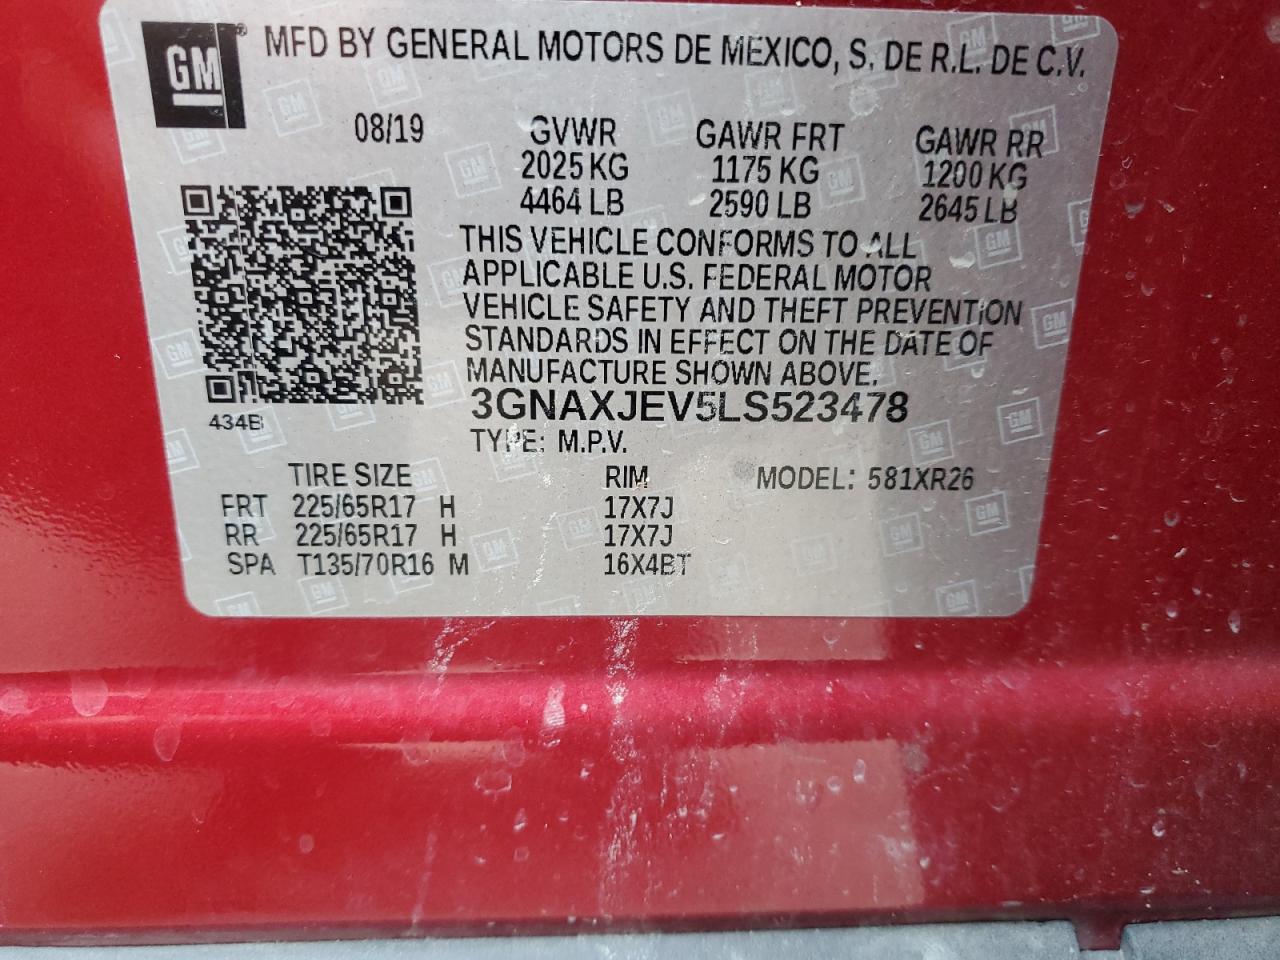 GM
MFD BY GENERAL MOTORS DE MEXICO, S. DE R.L. DE C.V.
08/19 GVWR GAWR FRT GAWR RR
2025 KG 1175 KG 1200 KG
4464 LB 2590 LB 2645 LB
THIS VEHICLE CONFORMS TO ALL
APPLICABLE U.S. FEDERAL MOTOR
VEHICLE SAFETY AND THEFT PREVENTION
STANDARDS IN EFFECT ON THE DATE OF
MANUFACTURE SHOWN ABOVE.
3GNAXJEV5LS523478
434B
TYPE: M.P.V.
TIRE SIZE RIM MODEL: 581XR26
FRT 225/65R17 H 17X7J
RR 225/65R17 H 17X7J
SPA T135/70R16 M 16X4BT